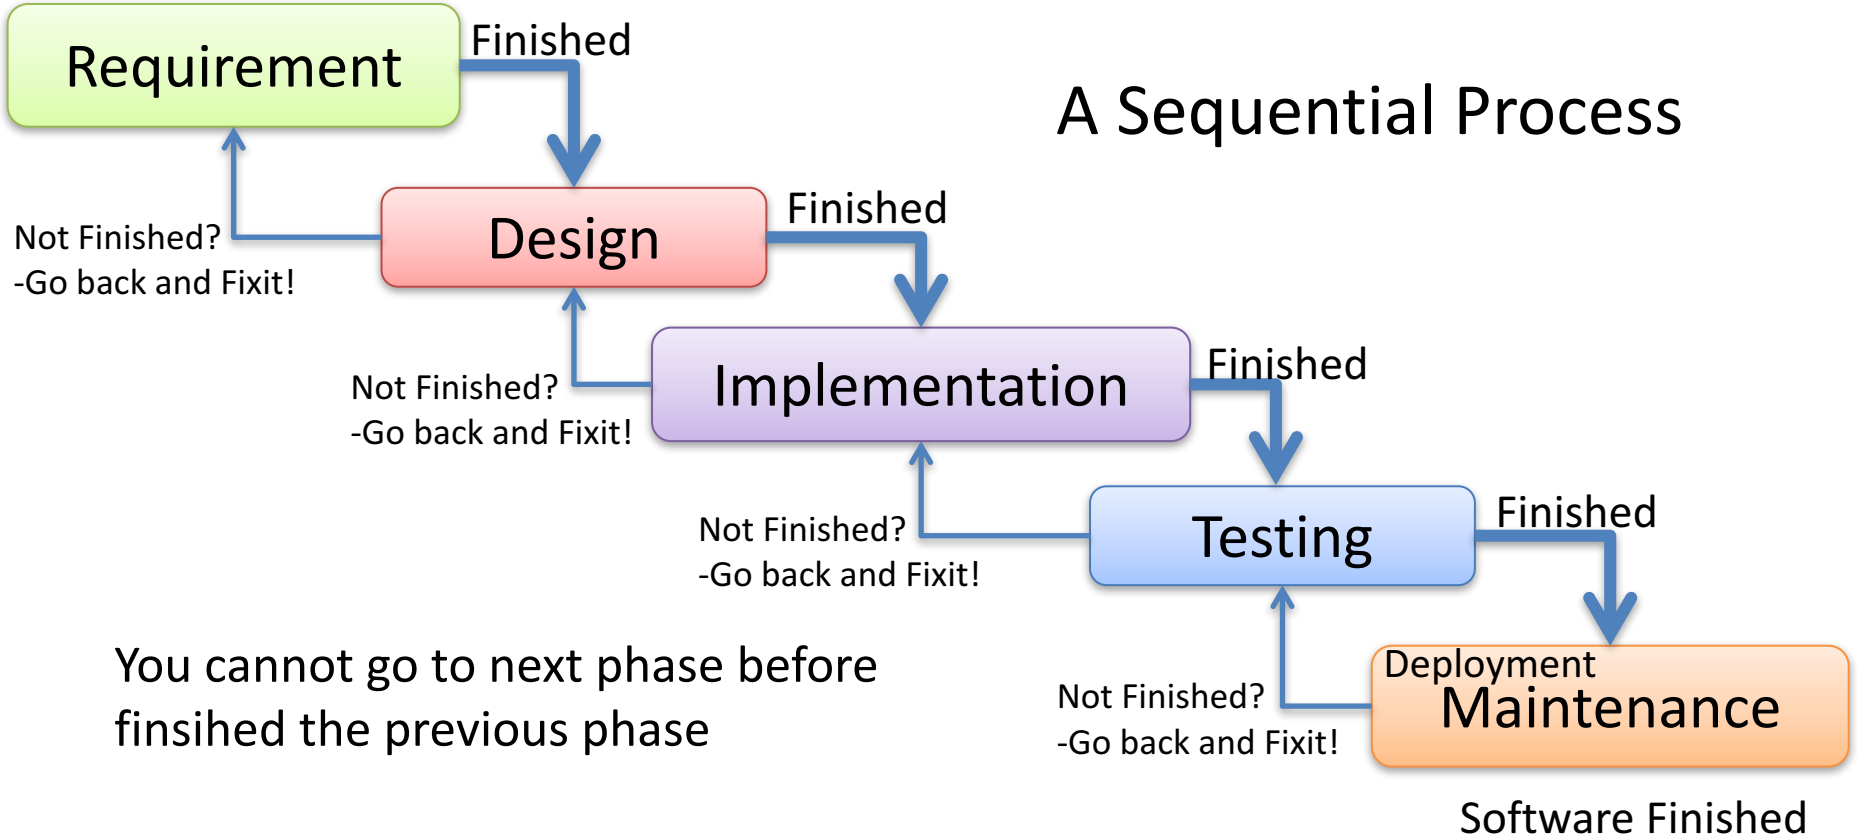 Requirement
Finished
A Sequential Process
Design
Finished
Not Finished?
-Go back and Fixit!
Implementation
Finished
Not Finished?
-Go back and Fixit!
Testing
Finished
Not Finished?
-Go back and Fixit!
You cannot go to next phase before
finsihed the previous phase
Deployment
Maintenance
Not Finished?
-Go back and Fixit!
Software Finished